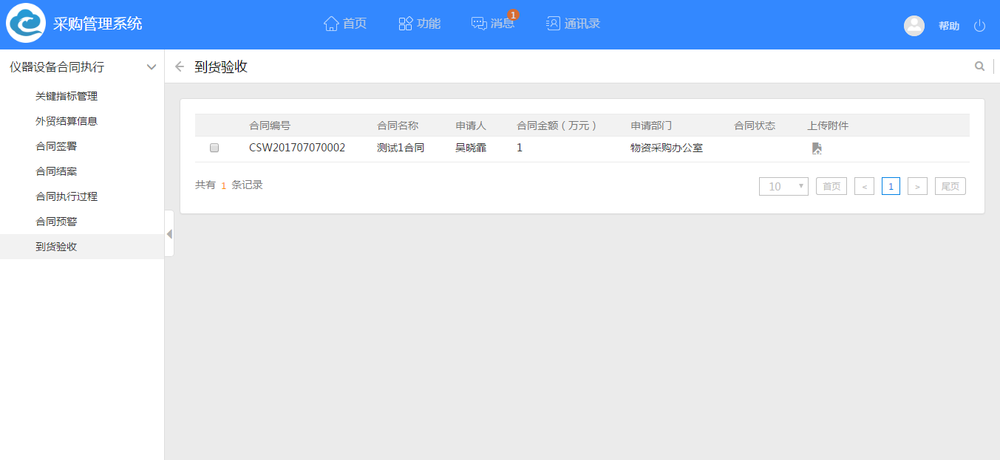 采购管理系统
首页
功能
消息
1
通讯录
帮助
仪器设备合同执行
关键指标管理
外贸结算信息
合同签署
合同结案
合同执行过程
合同预警
到货验收
到货验收
合同编号 合同名称 申请人 合同金额（万元） 申请部门 合同状态 上传附件
CSW201707070002 测试1合同 吴晓霏 1 物资采购办公室
共有 1 条记录
10 首页 < 1 > 尾页